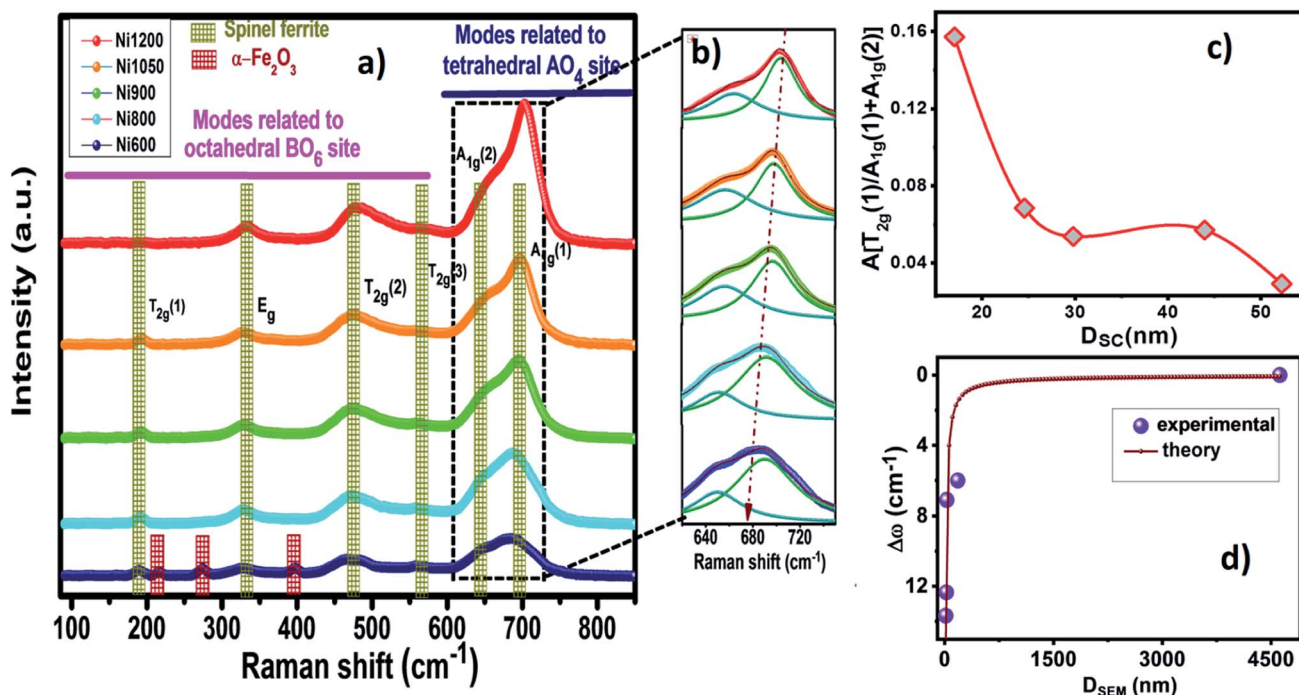 Ni1200
Ni1050
Ni900
Ni800
Ni600
Spinel ferrite
α–Fe₂O₃
a)
Modes related to
tetrahedral AO₄ site
Modes related to
octahedral BO₆ site
A₁g(2)
A₁g(1)
T₂g(1)
E_g
T₂g(2)
T₂g(3)
Intensity (a.u.)
100 200 300 400 500 600 700 800
Raman shift (cm⁻¹)
b)
640 680 720
Raman shift (cm⁻¹)
c)
A[T₂g(1)/A₁g(1)+A₁g(2)]
0.16
0.12
0.08
0.04
20 30 40 50
D_SC(nm)
d)
Δω (cm⁻¹)
0
4
8
12
experimental
theory
0 1500 3000 4500
D_SEM (nm)